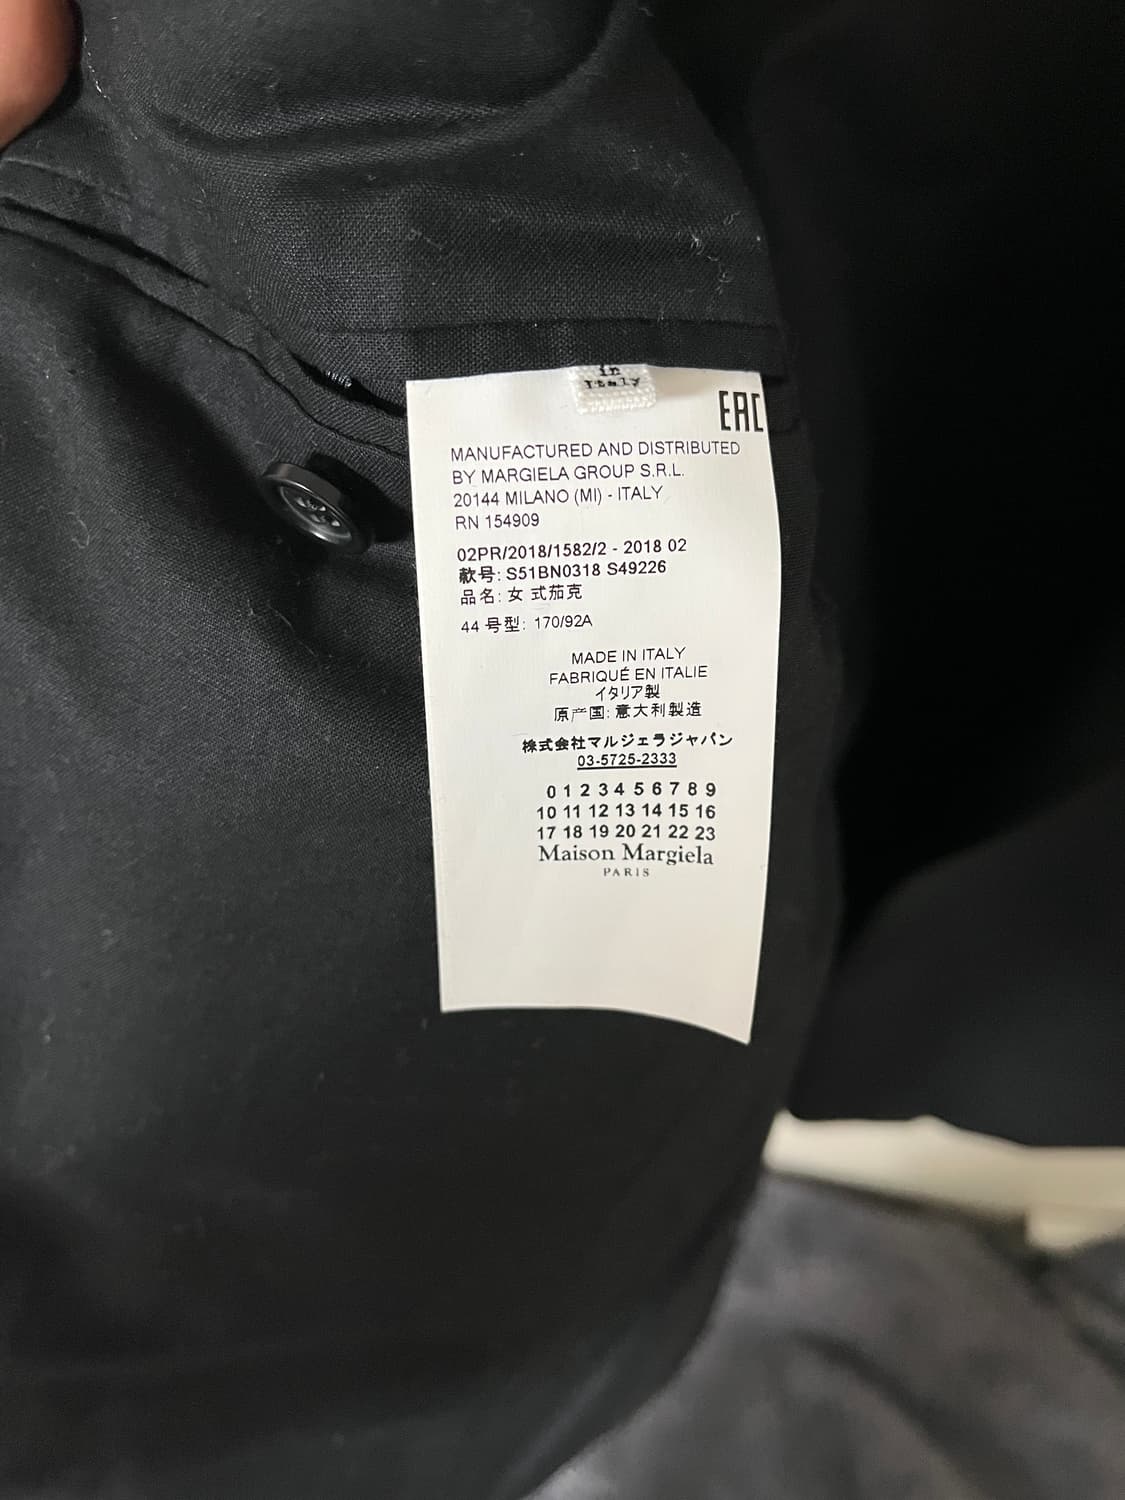 in
Italy
EAC
MANUFACTURED AND DISTRIBUTED
BY MARGIELA GROUP S.R.L.
20144 MILANO (MI) - ITALY
RN 154909
02PR/2018/1582/2 - 2018 02
款号: S51BN0318 S49226
品名: 女 式茄克
44 号型: 170/92A
MADE IN ITALY
FABRIQUÉ EN ITALIE
イタリア製
原产国: 意大利製造
株式会社マルジェラジャパン
03-5725-2333
0 1 2 3 4 5 6 7 8 9
10 11 12 13 14 15 16
17 18 19 20 21 22 23
Maison Margiela
PARIS